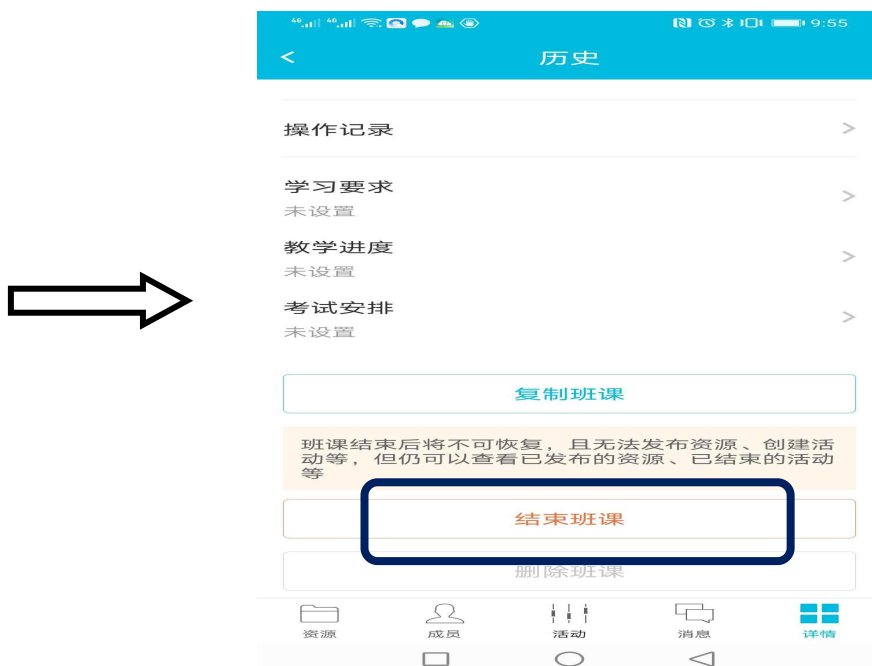 46 46 9:55
< 历史
操作记录 >
学习要求
未设置 >
教学进度
未设置 >
考试安排
未设置 >
复制班课
班课结束后将不可恢复，且无法发布资源、创建活
动等，但仍可以查看已发布的资源、已结束的活动
等
结束班课
删除班课
资源 成员 活动 消息 详情